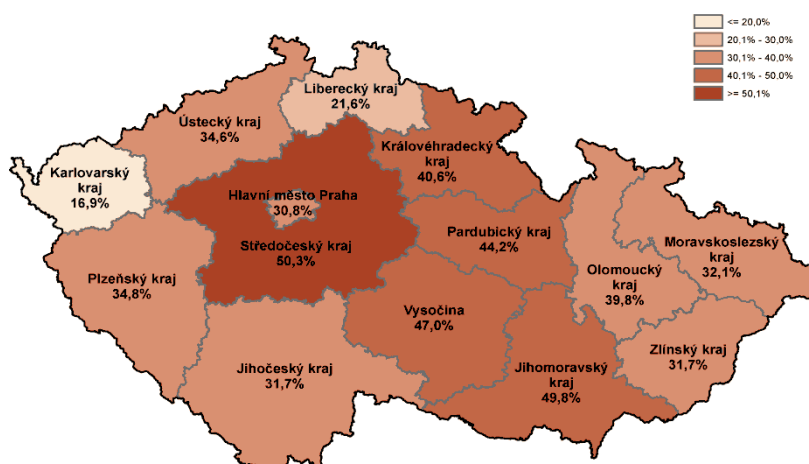 <= 20,0%
20,1% - 30,0%
30,1% - 40,0%
40,1% - 50.0%
>= 50,1%
Liberecký kraj
21,6%
Ústecký kraj
34,6%
Královéhradecký
kraj
40,6%
Karlovarský
kraj
16,9%
Hlavní město Praha
30,8%
Středočeský kraj
50,3%
Pardubický kraj
44,2%
Moravskoslezský
kraj
32,1%
Olomoucký
kraj
39,8%
Plzeňský kraj
34,8%
Vysočina
47,0%
Zlínský kraj
31,7%
Jihočeský kraj
31,7%
Jihomoravský
kraj
49,8%